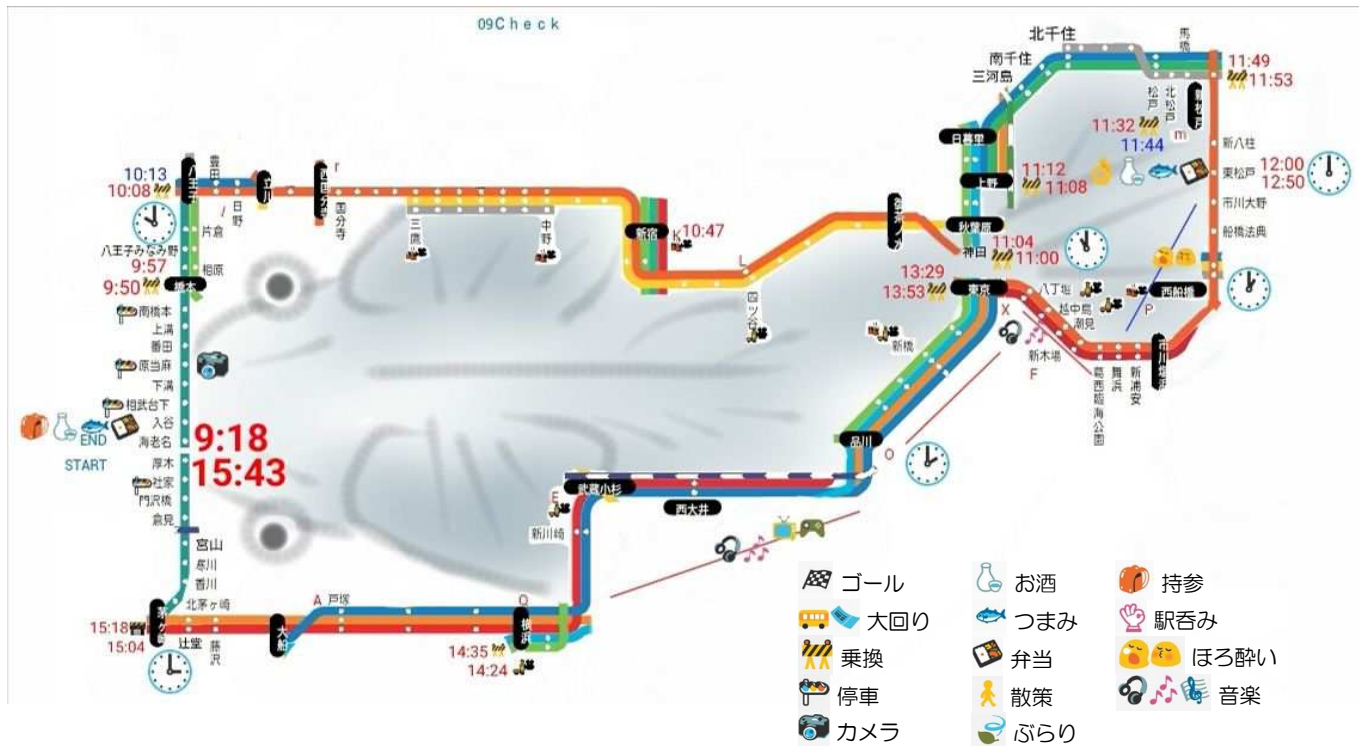 09Check
北千住
馬橋
南千住
三河島
11:49
11:53
松戸
北松戸
新松戸
11:32
m
11:44
日暮里
新八柱
10:13
10:08
八王子
豊田
日野
立川
西国分寺
r
国分寺
上野
11:12
11:08
東松戸
12:00
12:50
市川大野
船橋法典
片倉
八王子みなみ野
9:57
相原
9:50
橋本
三鷹
中野
新宿
K
10:47
秋葉原
神田
11:04
11:00
L
四ツ谷
13:29
13:53
東京
八丁堀
越中島
潮見
P
西船橋
南橋本
上溝
番田
原当麻
下溝
相武台下
入谷
海老名
END
START
9:18
15:43
厚木
社家
門沢橋
倉見
宮山
寒川
香川
北茅ヶ崎
新橋
X
新木場
F
葛西臨海公園
舞浜
新浦安
品川
O
武蔵小杉
E
新川崎
西大井
15:18
15:04
茅ヶ崎
辻堂
藤沢
大船
A
戸塚
横浜
14:35
14:24
ゴール
お酒
持参
大回り
つまみ
駅呑み
乗換
弁当
ほろ酔い
停車
散策
音楽
カメラ
ぶらり